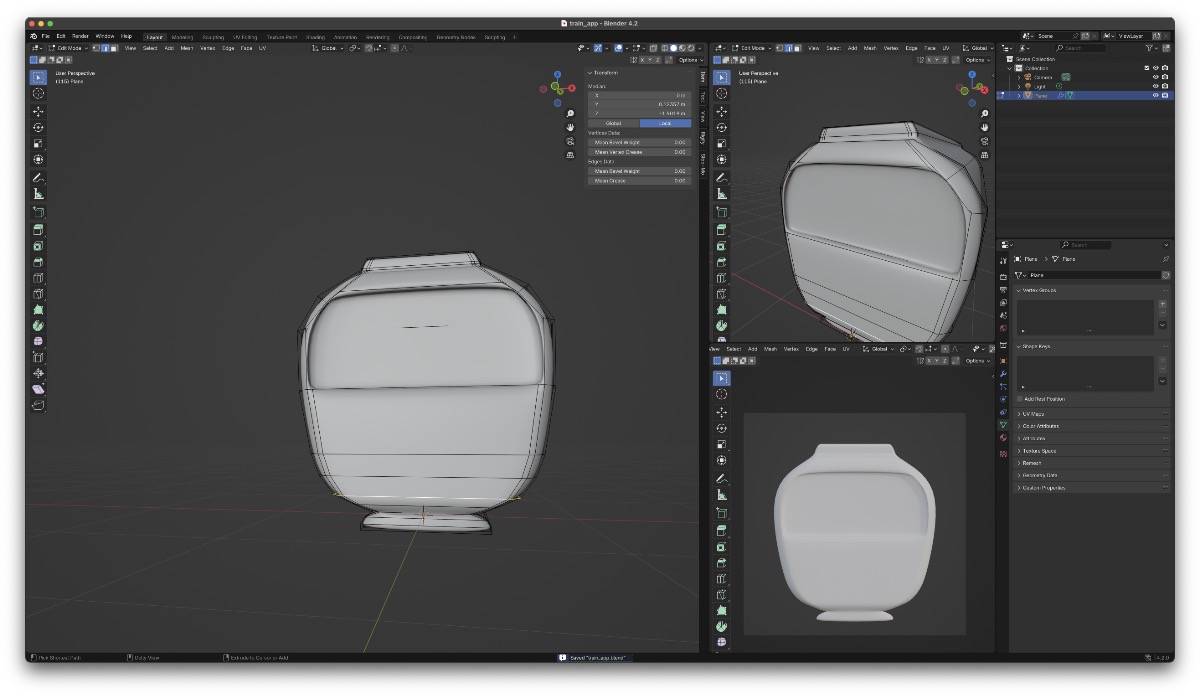 train_app - Blender 4.2
File Edit Render Window Help Layout Modeling Sculpting UV Editing Texture Paint Shading Animation Rendering Compositing Geometry Nodes Scripting +
Scene
ViewLayer
Edit Mode View Select Add Mesh Vertex Edge Face UV Global
X Y Z Options
User Perspective
(115) Plane
Transform
Median:
X 0 m
Y 0.12357 m
Global Local
Vertices Data:
Mean Bevel Weight 0.00
Mean Vertex Crease 0.00
Edges Data:
Mean Bevel Weight 0.00
Mean Crease 0.00
Item
Tool
View
Edit Mode View Select Add Mesh Vertex Edge Face UV Global
X Y Z Options
User Perspective
(115) Plane
View Select Add Mesh Vertex Edge Face UV Global
X Y Z Options
Search
Scene Collection
Collection
Camera
Light
Plane
Search
Plane > Plane
Plane
Vertex Groups
Shape Keys
Add Rest Position
UV Maps
Color Attributes
Attributes
Texture Space
Remesh
Geometry Data
Custom Properties
Pick Shortest Path
Dolly View
Extrude to Cursor or Add
Saved "train_app.blend"
4.2.0